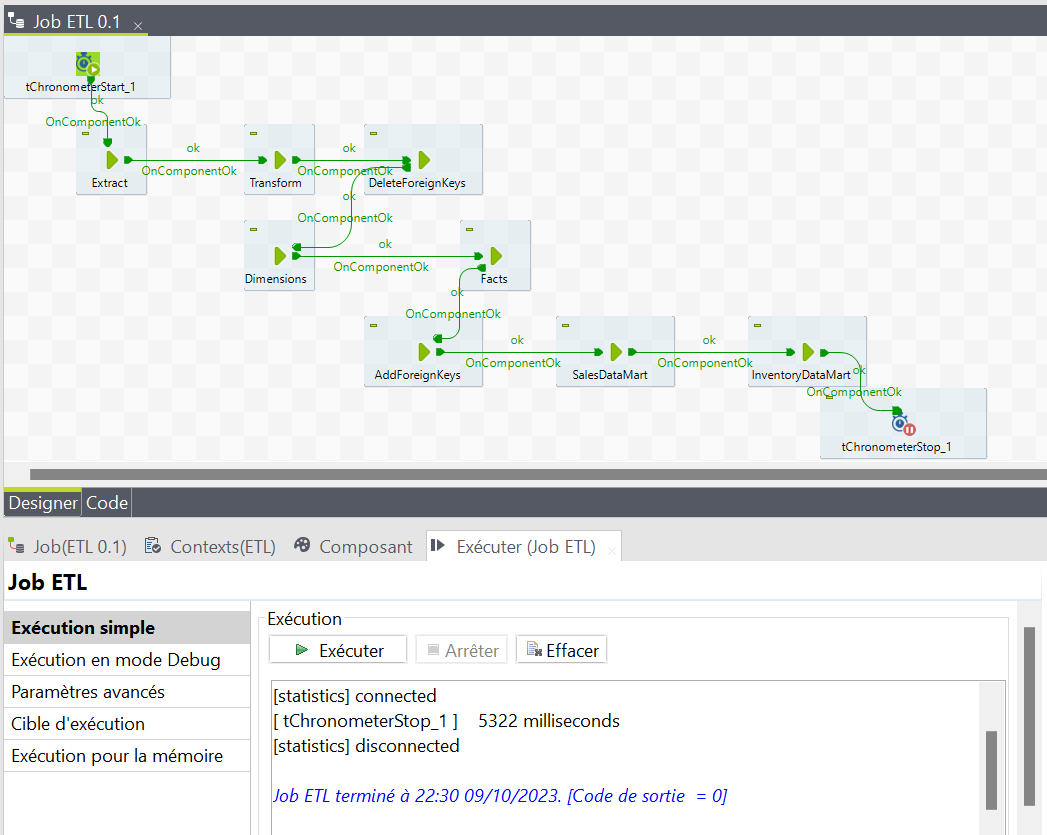 Job ETL 0.1
tChronometerStart_1
ok
OnComponentOk
ok
ok
OnComponentOk
OnComponentOk
Extract
Transform
DeleteForeignKeys
ok
OnComponentOk
ok
OnComponentOk
Dimensions
Facts
ok
OnComponentOk
ok
ok
OnComponentOk
OnComponentOk
AddForeignKeys
SalesDataMart
InventoryDataMart
ok
OnComponentOk
tChronometerStop_1
Designer
Code
Job(ETL 0.1)
Contexts(ETL)
Composant
Exécuter (Job ETL)
Job ETL
Exécution simple
Exécution en mode Debug
Paramètres avancés
Cible d'exécution
Exécution pour la mémoire
Exécution
Exécuter
Arrêter
Effacer
[statistics] connected
[ tChronometerStop_1 ] 5322 milliseconds
[statistics] disconnected
Job ETL terminé à 22:30 09/10/2023. [Code de sortie = 0]